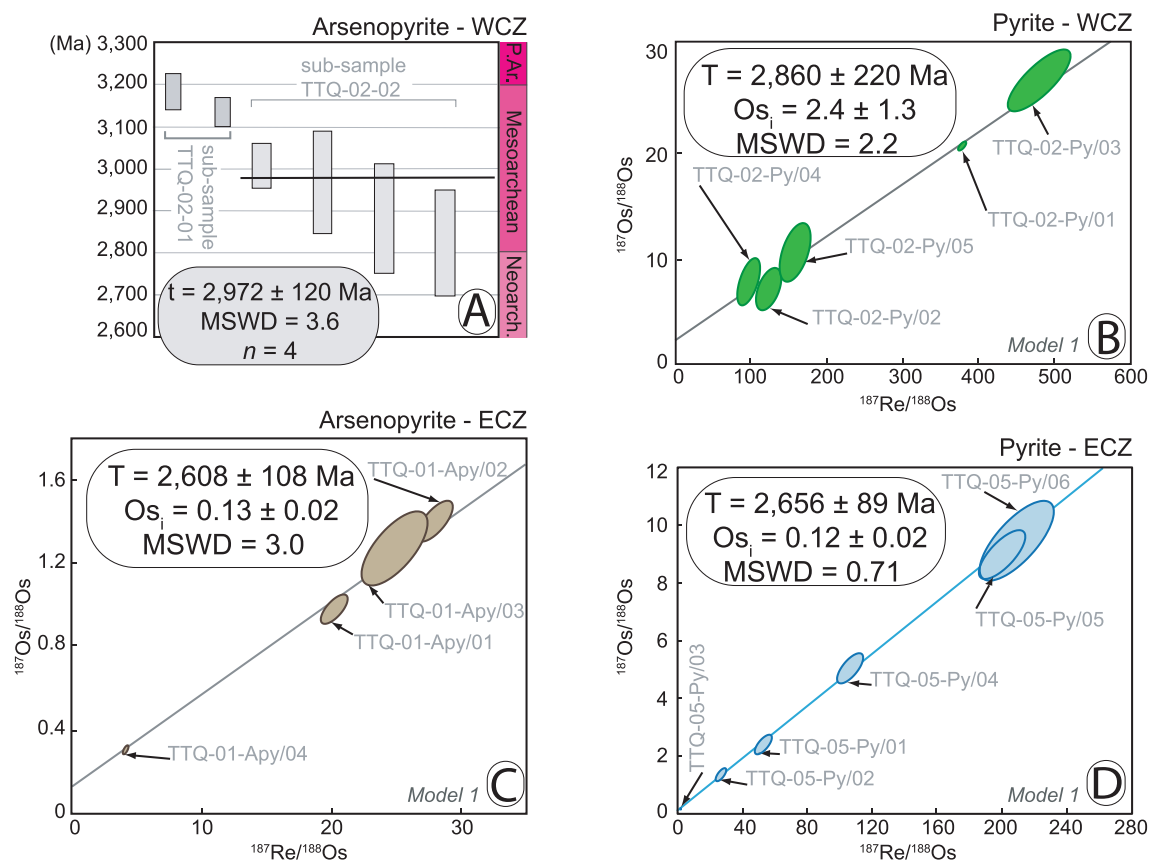 Arsenopyrite - WCZ
(Ma)
3,300
3,200
3,100
3,000
2,900
2,800
2,700
2,600
sub-sample
TTQ-02-02
sub-sample
TTQ-02-01
P.Ar.
Mesoarchean
Neoarch.
t = 2,972 ± 120 Ma
MSWD = 3.6
n = 4
A
Pyrite - WCZ
30
20
10
0
187Os/188Os
T = 2,860 ± 220 Ma
Osi = 2.4 ± 1.3
MSWD = 2.2
TTQ-02-Py/03
TTQ-02-Py/04
TTQ-02-Py/01
TTQ-02-Py/05
TTQ-02-Py/02
Model 1
B
0 100 200 300 400 500 600
187Re/188Os
Arsenopyrite - ECZ
1.6
1.2
0.8
0.4
0
187Os/188Os
T = 2,608 ± 108 Ma
Osi = 0.13 ± 0.02
MSWD = 3.0
TTQ-01-Apy/02
TTQ-01-Apy/03
TTQ-01-Apy/01
TTQ-01-Apy/04
Model 1
C
0 10 20 30
187Re/188Os
Pyrite - ECZ
12
10
8
6
4
2
0
187Os/188Os
T = 2,656 ± 89 Ma
Osi = 0.12 ± 0.02
MSWD = 0.71
TTQ-05-Py/06
TTQ-05-Py/05
TTQ-05-Py/04
TTQ-05-Py/03
TTQ-05-Py/01
TTQ-05-Py/02
Model 1
D
0 40 80 120 160 200 240 280
187Re/188Os